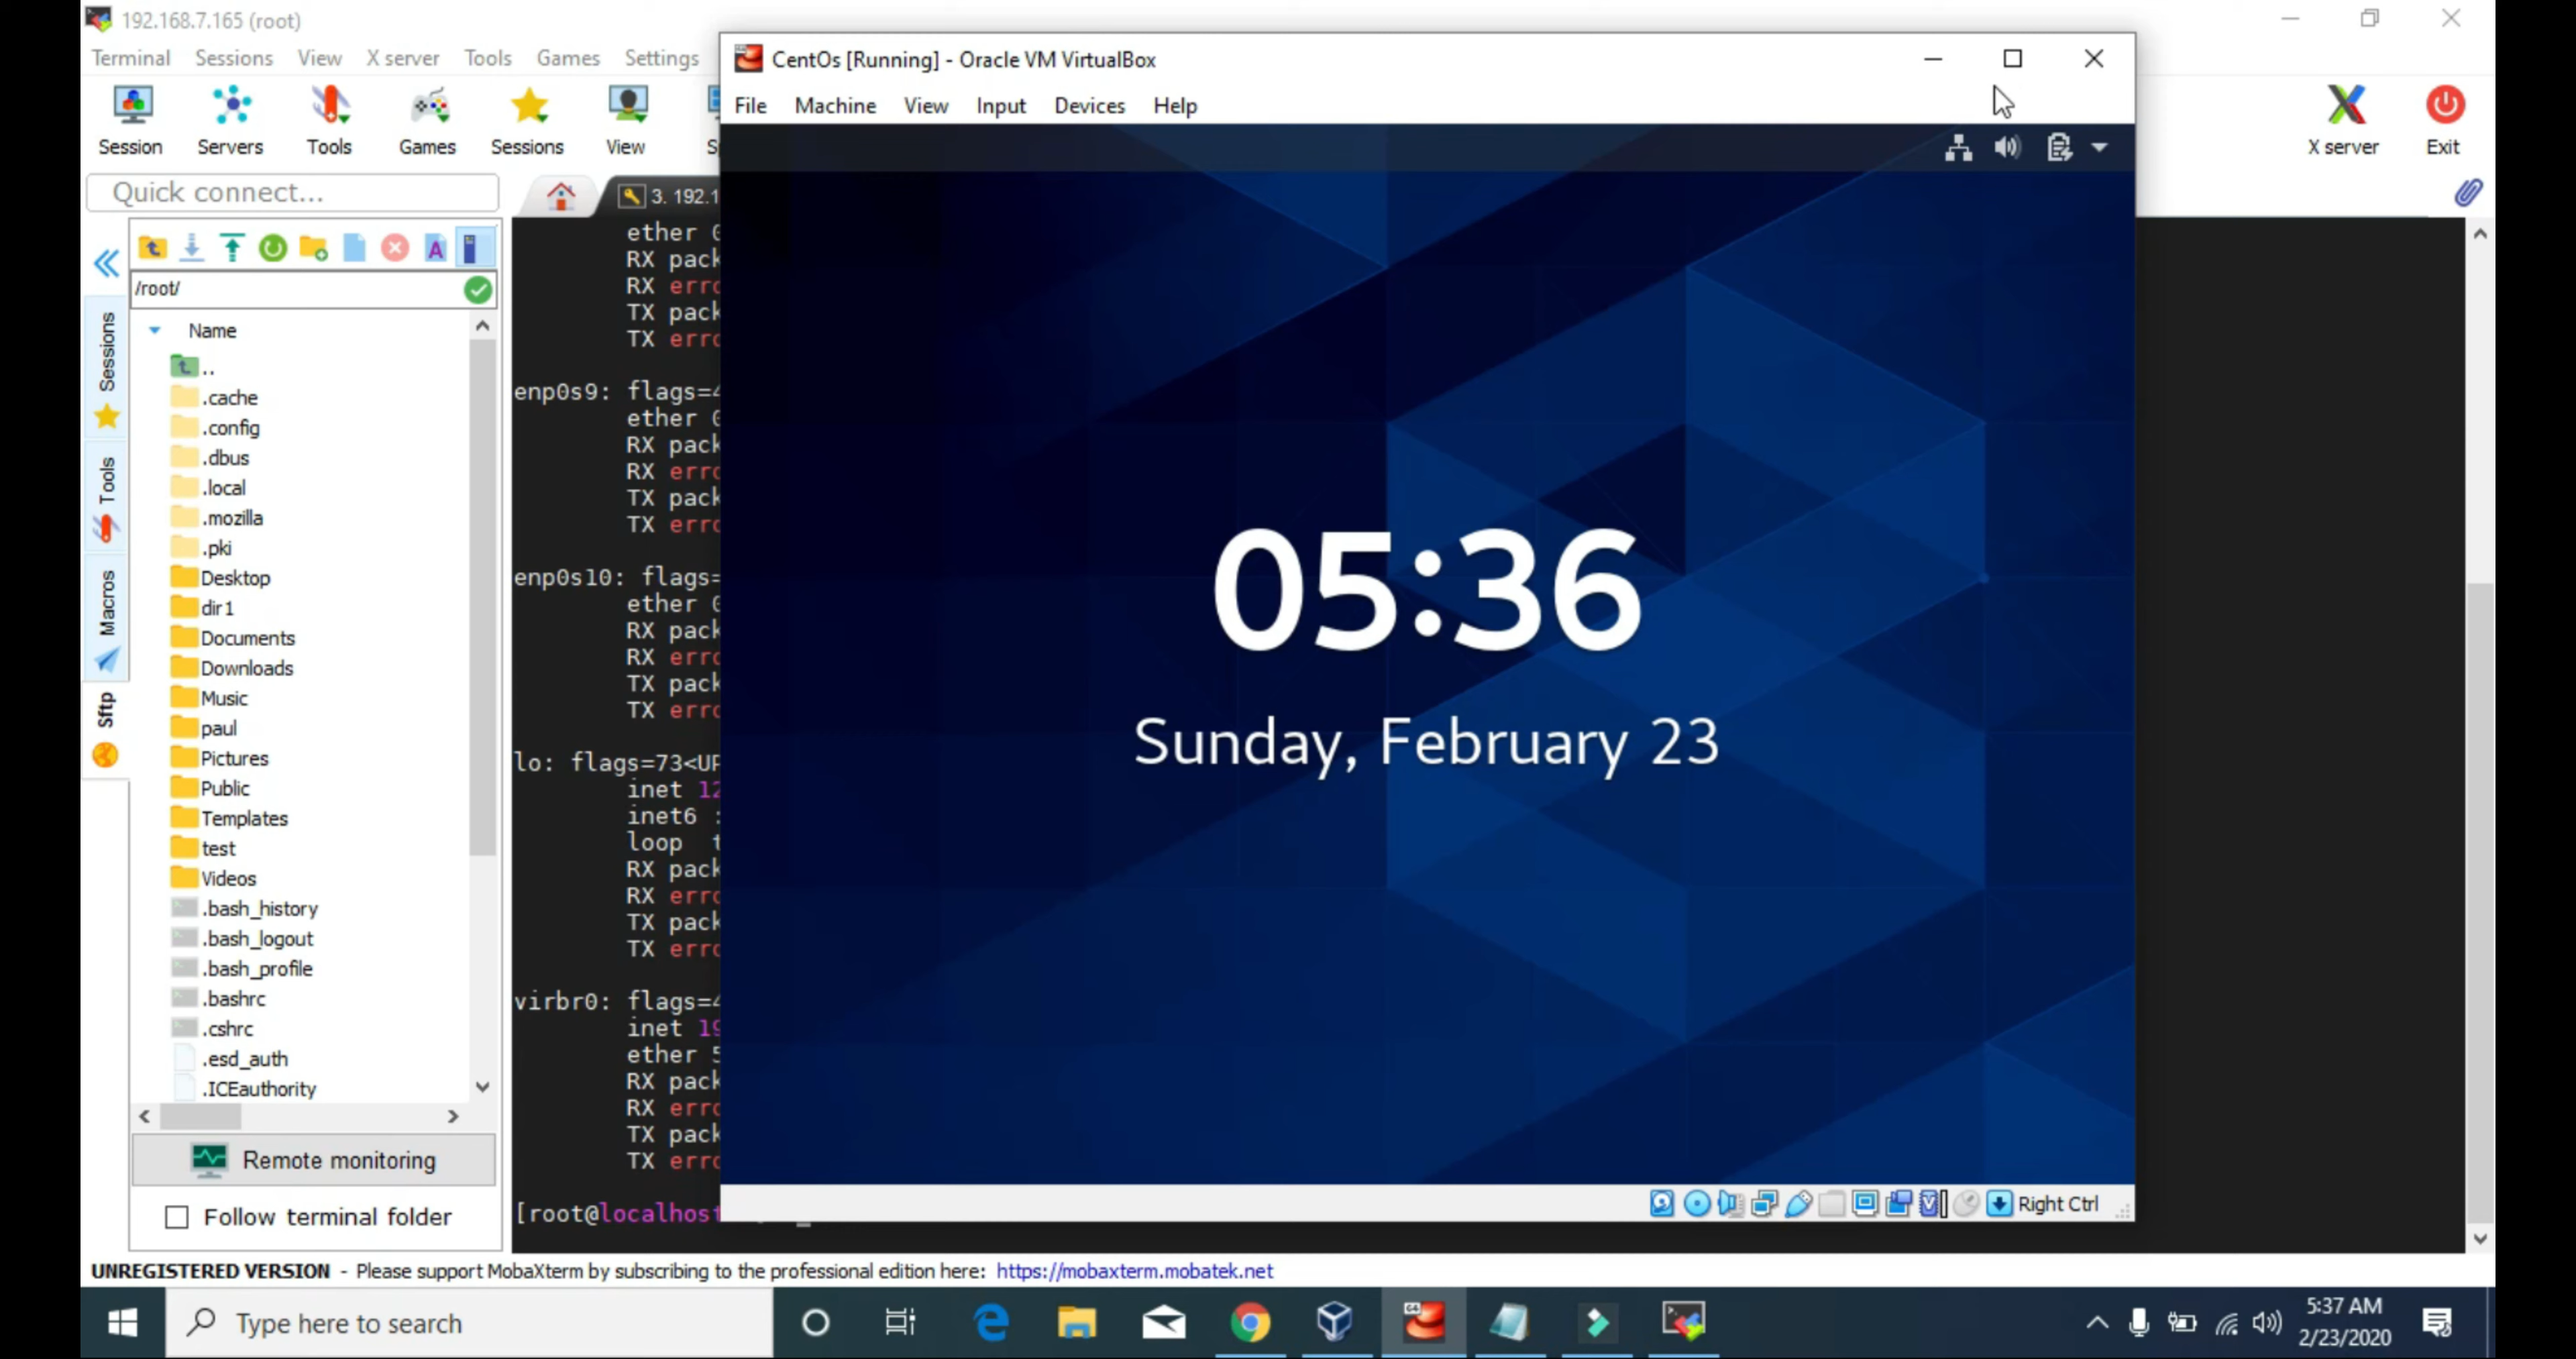 192.168.7.165 (root)
Terminal Sessions View X server Tools Games Settings
Session Servers Tools Games Sessions View
X server Exit
Quick connect...
3. 192.1
/root/
Name
..
.cache
.config
.dbus
.local
.mozilla
.pki
Desktop
dir1
Documents
Downloads
Music
paul
Pictures
Public
Templates
test
Videos
.bash_history
.bash_logout
.bash_profile
.bashrc
.cshrc
.esd_auth
.ICEauthority
Sessions
Tools
Macros
Sftp
Remote monitoring
Follow terminal folder
ether
RX pack
RX erro
TX pack
TX erro
enp0s9: flags=4
ether
RX pack
RX erro
TX pack
TX erro
enp0s10: flags=
ether
RX pack
RX erro
TX pack
TX erro
lo: flags=73<UP
inet 12
inet6 :
loop t
RX pack
RX erro
TX pack
TX erro
virbr0: flags=4
inet 19
ether 5
RX pack
RX erro
TX pack
TX erro
[root@localhost
CentOs [Running] - Oracle VM VirtualBox
File Machine View Input Devices Help
05:36
Sunday, February 23
Right Ctrl
UNREGISTERED VERSION - Please support MobaXterm by subscribing to the professional edition here: https://mobaxterm.mobatek.net
Type here to search
5:37 AM
2/23/2020